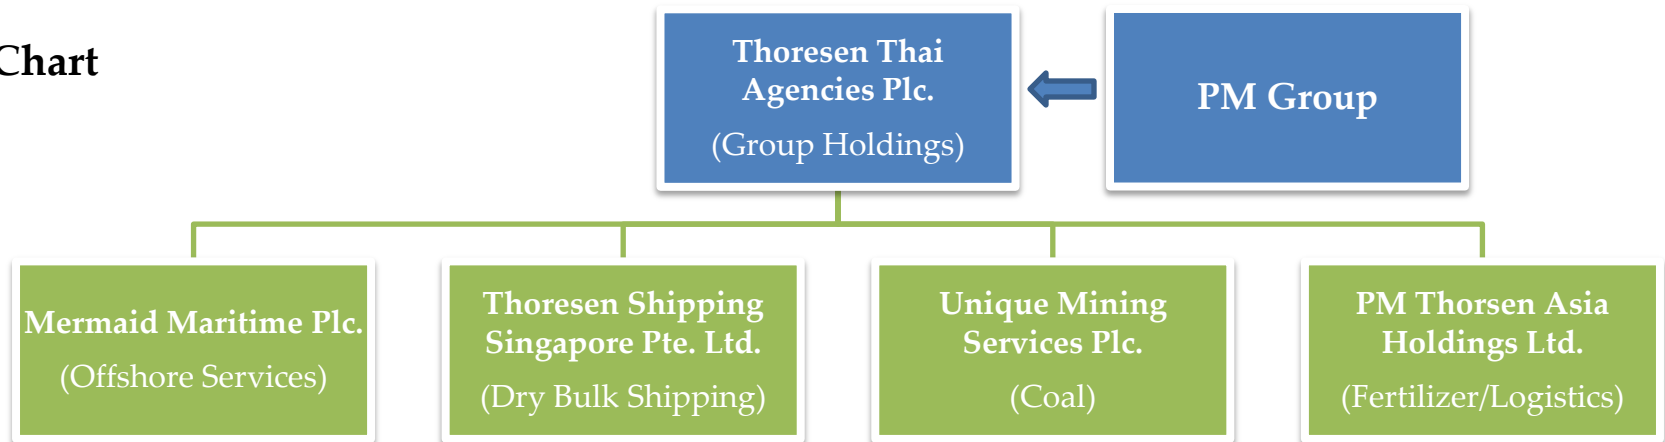 Chart
Thoresen Thai
Agencies Plc.
(Group Holdings)
PM Group
Mermaid Maritime Plc.
(Offshore Services)
Thoresen Shipping
Singapore Pte. Ltd.
(Dry Bulk Shipping)
Unique Mining
Services Plc.
(Coal)
PM Thorsen Asia
Holdings Ltd.
(Fertilizer/Logistics)